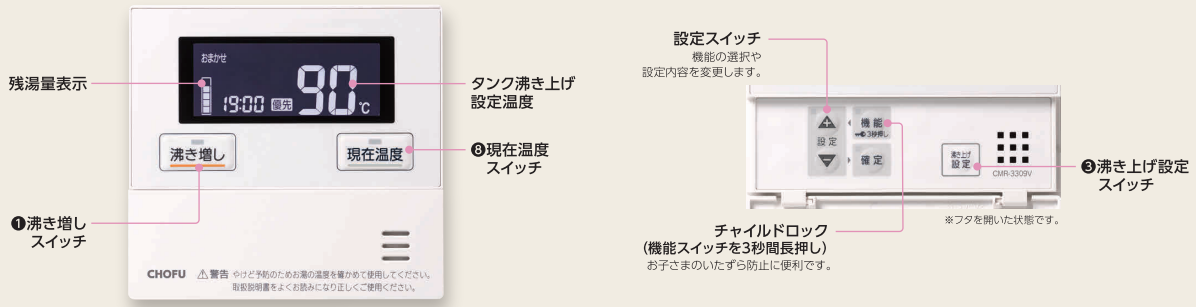 残湯量表示
おまかせ
19:00 優先 90℃
タンク沸き上げ
設定温度
沸き増し
現在温度
❽現在温度
スイッチ
❶沸き増し
スイッチ
CHOFU ⚠警告 やけど予防のためお湯の温度を確かめて使用してください。
取扱説明書をよくお読みになり正しくご使用ください。
設定スイッチ
機能の選択や
設定内容を変更します。
機能
3秒押し
設定
確定
沸き上げ
設定
CMR-3309V
❸沸き上げ設定
スイッチ
※フタを開いた状態です。
チャイルドロック
(機能スイッチを3秒間長押し)
お子さまのいたずら防止に便利です。